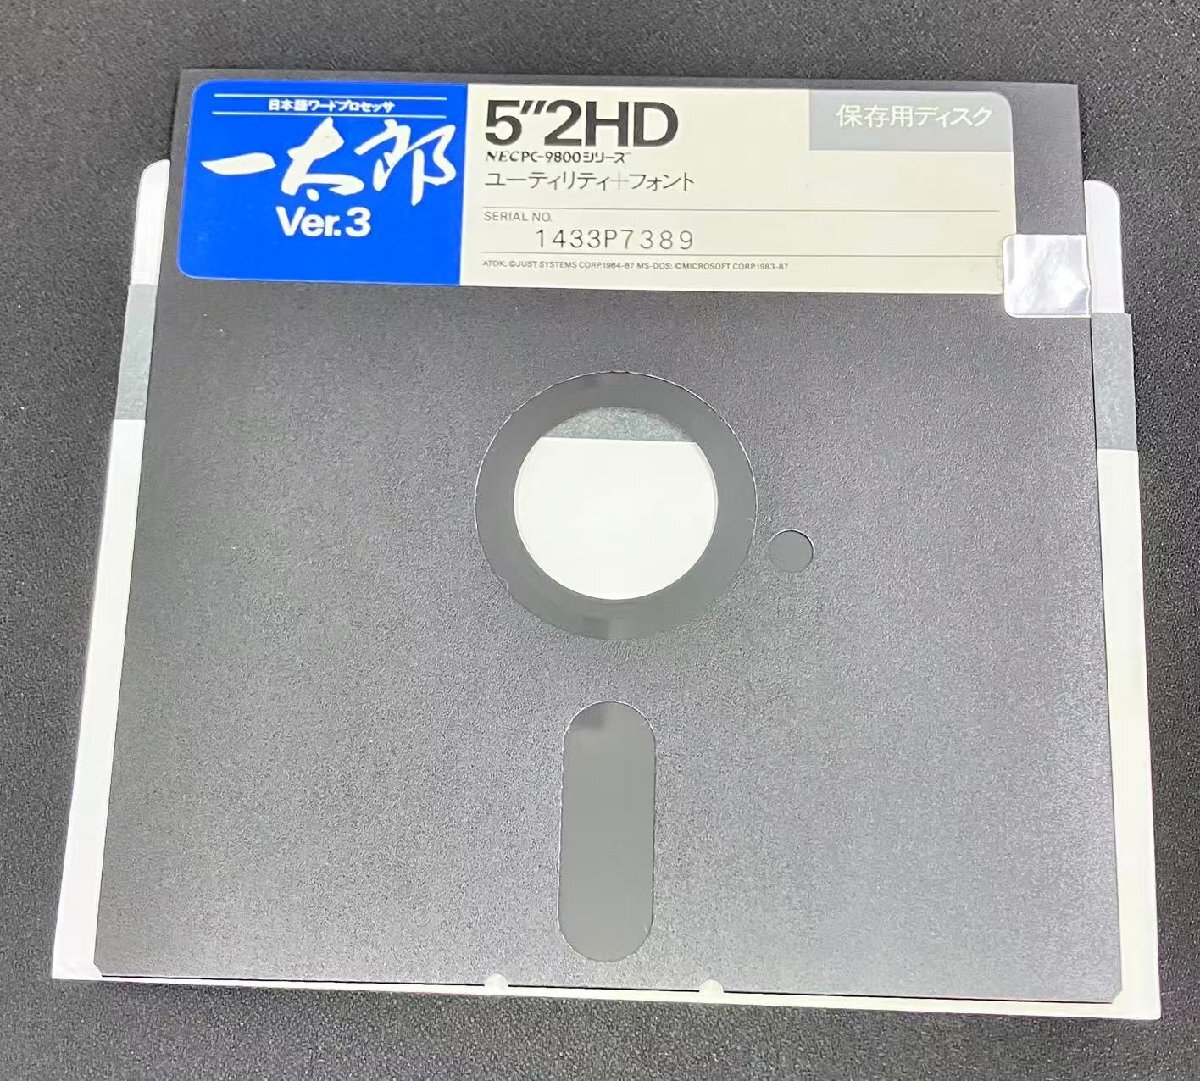 日本語ワードプロセッサ
一太郎
Ver.3
5"2HD
保存用ディスク
NECPC-9800シリーズ
ユーティリティ+フォント
SERIAL NO.
1433P7389
ATOK: ©JUST SYSTEMS CORP.1984-87 MS-DOS: ©MICROSOFT CORP.1983-87